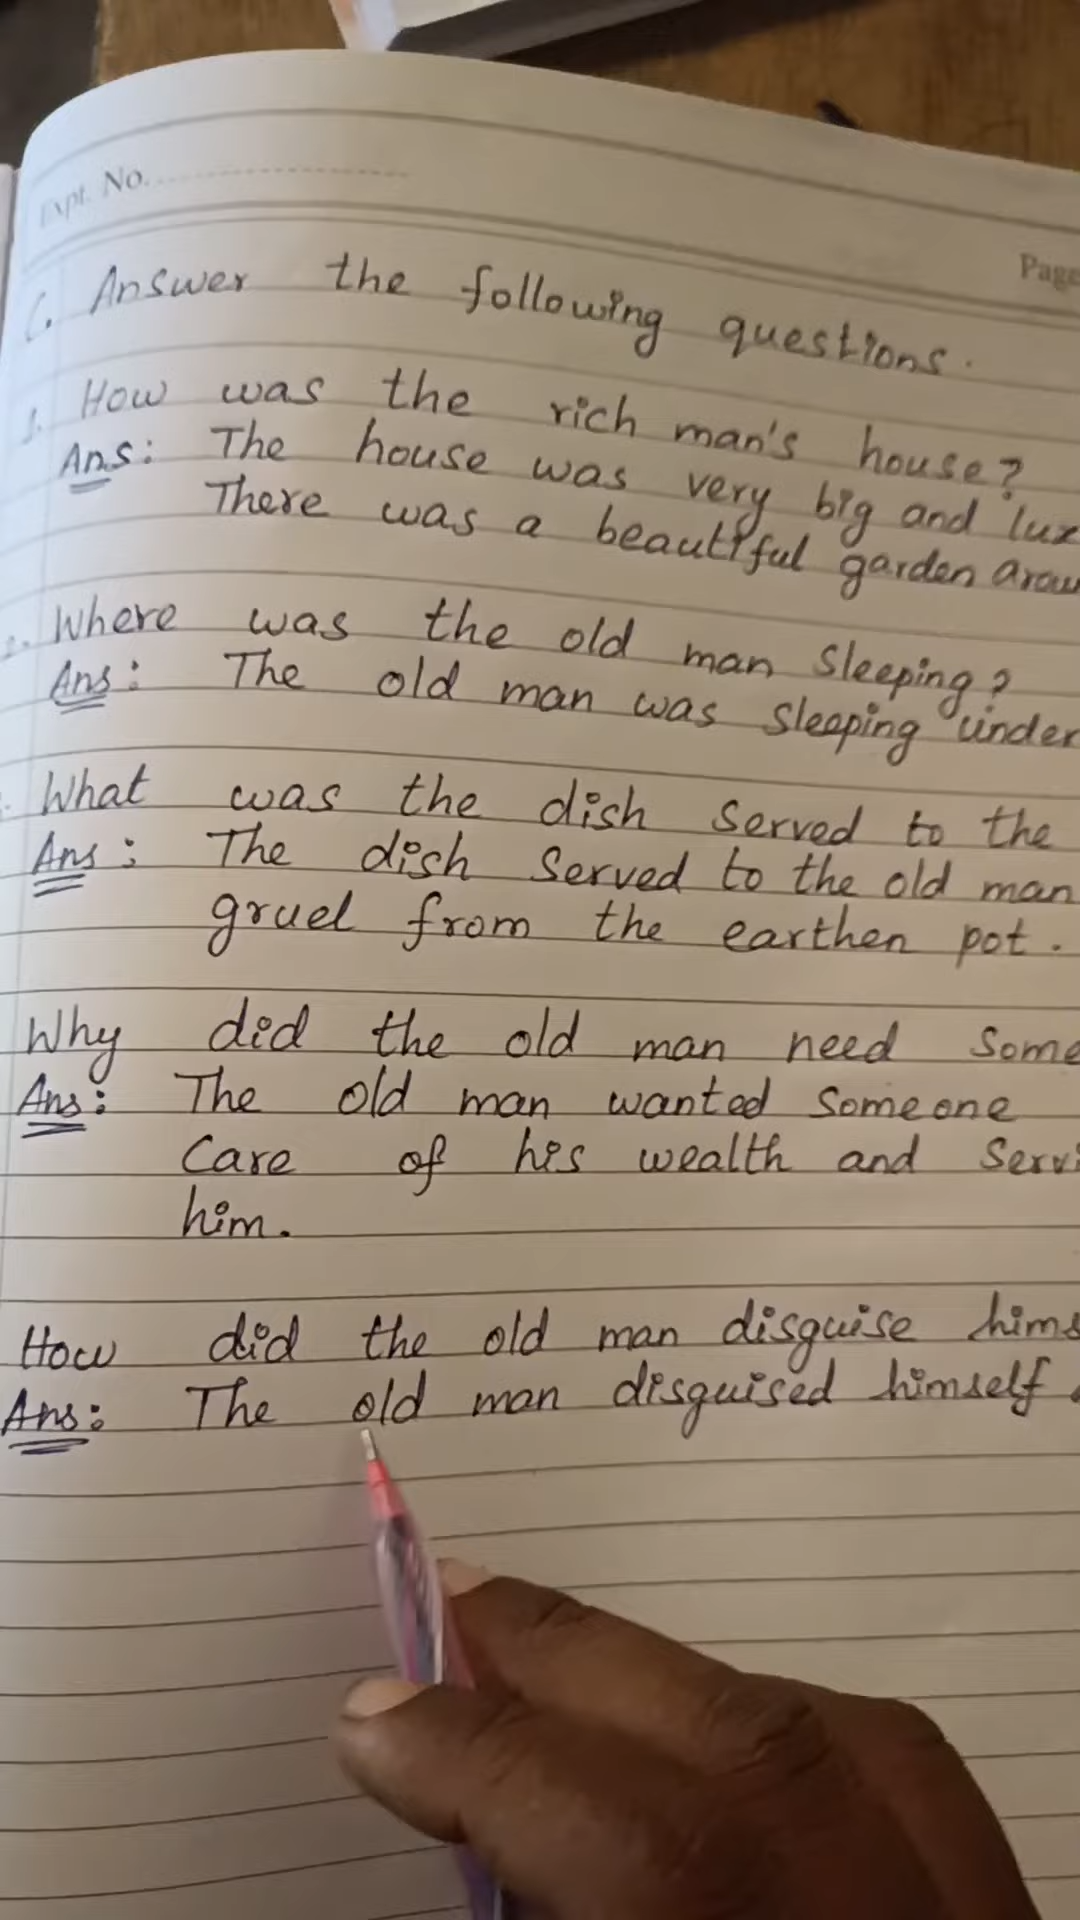 Expt. No.
Page
C. Answer the following questions.
1. How was the rich man's house?
Ans: The house was very big and lux
There was a beautiful garden arou
2. Where was the old man sleeping?
Ans: The old man was sleeping under
What was the dish served to the
Ans: The dish served to the old man
gruel from the earthen pot.
Why did the old man need some
Ans: The old man wanted someone
care of his wealth and servi
him.
How did the old man disguise hims
Ans: The old man disguised himself